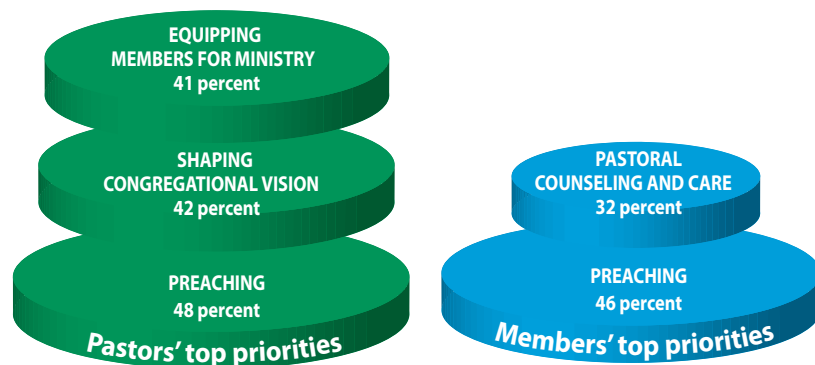 EQUIPPING
MEMBERS FOR MINISTRY
41 percent
SHAPING
CONGREGATIONAL VISION
42 percent
PREACHING
48 percent
Pastors' top priorities
PASTORAL
COUNSELING AND CARE
32 percent
PREACHING
46 percent
Members' top priorities